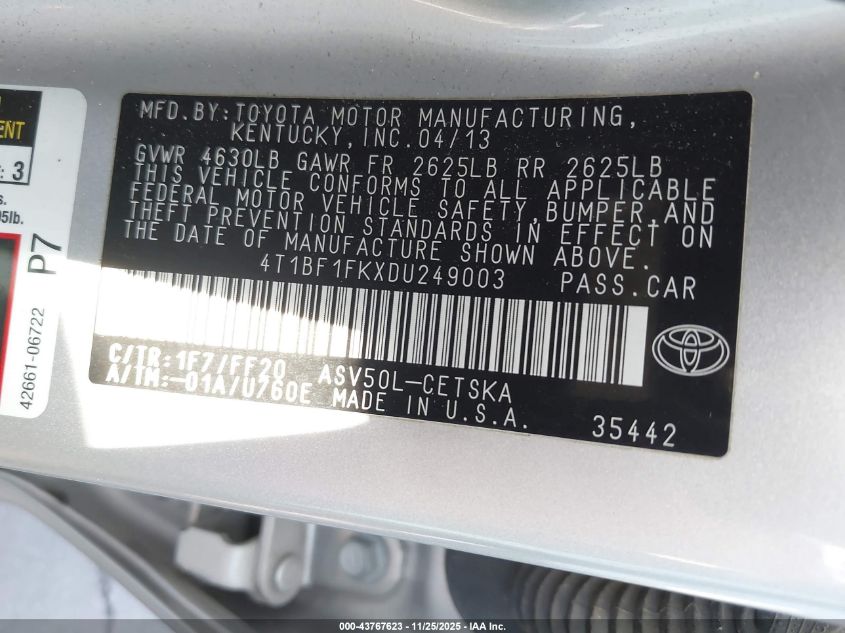 MFD.BY:TOYOTA MOTOR MANUFACTURING,
KENTUCKY,INC.04/13
GVWR 4630LB GAWR FR 2625LB RR 2625LB
THIS VEHICLE CONFORMS TO ALL APPLICABLE
FEDERAL MOTOR VEHICLE SAFETY,BUMPER,AND
THEFT PREVENTION STANDARDS IN EFFECT ON
THE DATE OF MANUFACTURE SHOWN ABOVE.
4T1BF1FKXDU249003 PASS.CAR
C/TR:1F7/FF20 ASV50L-CETSKA
A/TM:-01A/U760E MADE IN U.S.A.
35442
3
5lb.
P7
42661-06722
000-43767623 - 11/25/2025 - IAA Inc.